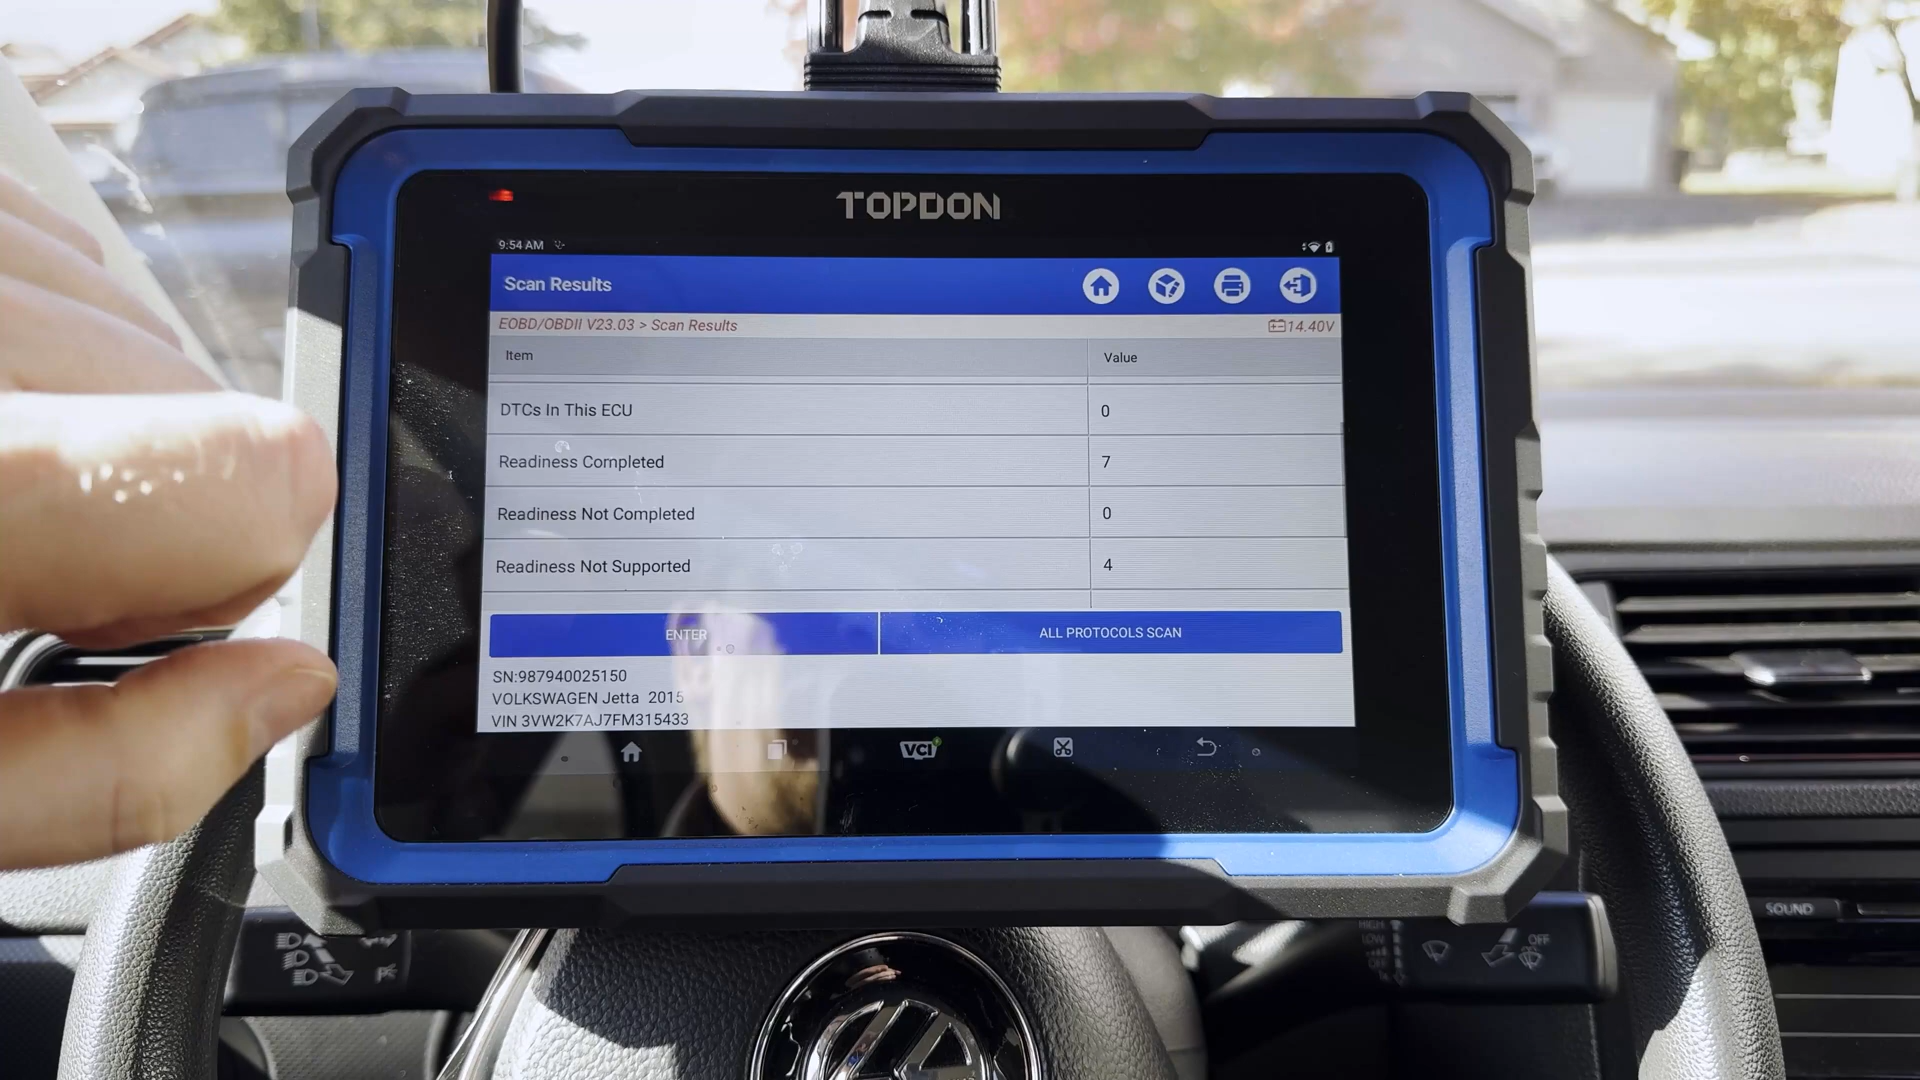 TOPDON
9:54 AM
Scan Results
EOBD/OBDII V23.03 > Scan Results
14.40V
Item Value
DTCs In This ECU 0
Readiness Completed 7
Readiness Not Completed 0
Readiness Not Supported 4
ENTER ALL PROTOCOLS SCAN
SN:987940025150
VOLKSWAGEN Jetta 2015
VIN 3VW2K7AJ7FM315433
VCI
SOUND
HIGH
LOW
OFF